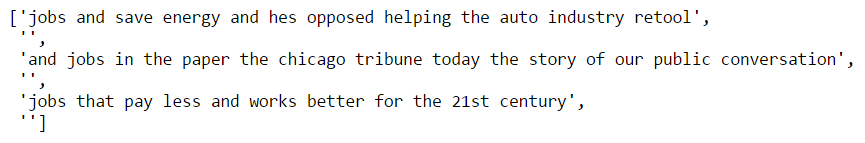 ['jobs and save energy and hes opposed helping the auto industry retool',
'',
'and jobs in the paper the chicago tribune today the story of our public conversation',
'',
'jobs that pay less and works better for the 21st century',
'']